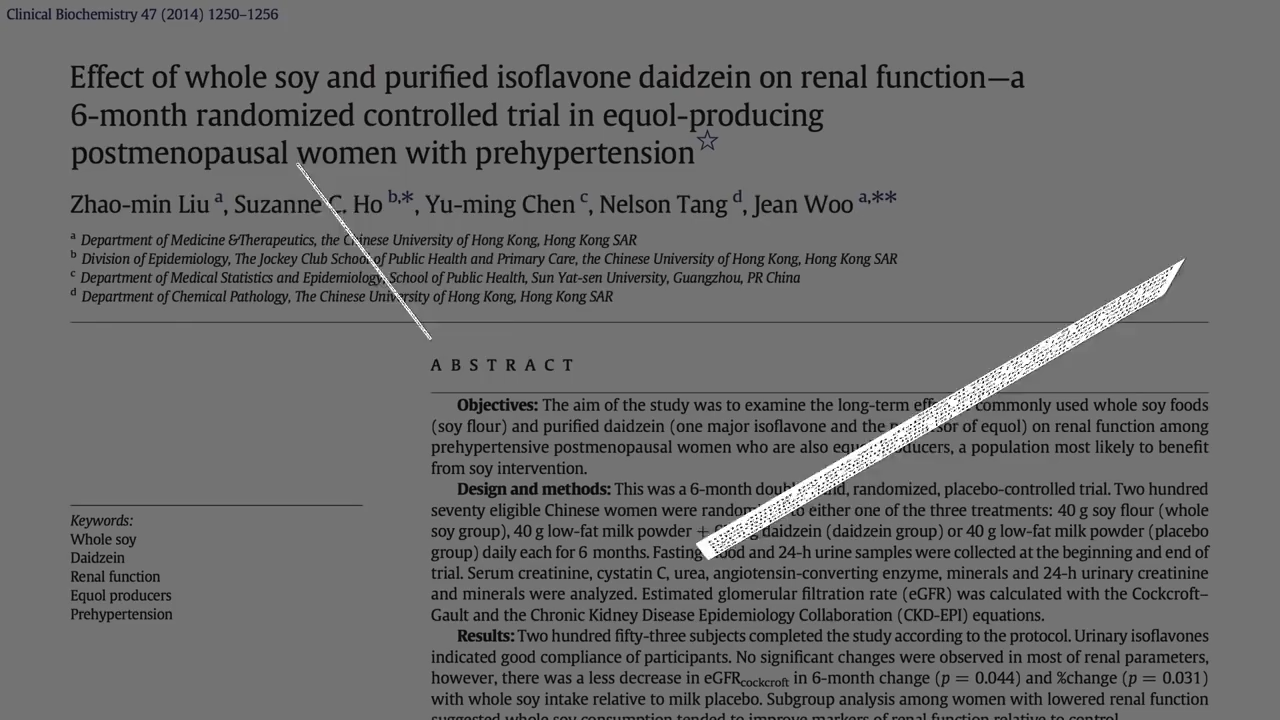 Clinical Biochemistry 47 (2014) 1250–1256
Effect of whole soy and purified isoflavone daidzein on renal function—a
6-month randomized controlled trial in equol-producing
postmenopausal women with prehypertension☆
Zhao-min Liu a, Suzanne C. Ho b,*, Yu-ming Chen c, Nelson Tang d, Jean Woo a,**
a Department of Medicine &Therapeutics, the Chinese University of Hong Kong, Hong Kong SAR
b Division of Epidemiology, The Jockey Club School of Public Health and Primary Care, the Chinese University of Hong Kong, Hong Kong SAR
c Department of Medical Statistics and Epidemiology, School of Public Health, Sun Yat-sen University, Guangzhou, PR China
d Department of Chemical Pathology, The Chinese University of Hong Kong, Hong Kong SAR
ABSTRACT
Objectives: The aim of the study was to examine the long-term commonly used whole soy foods
(soy flour) and purified daidzein (one major isoflavone and the of equol) on renal function among
prehypertensive postmenopausal women who are also a population most likely to benefit
from soy intervention.
Design and methods: This was a 6-month randomized, placebo-controlled trial. Two hundred
seventy eligible Chinese women were either one of the three treatments: 40 g soy flour (whole
soy group), 40 g low-fat milk powder + daidzein (daidzein group) or 40 g low-fat milk powder (placebo
group) daily each for 6 months. Fasting and 24-h urine samples were collected at the beginning and end of
trial. Serum creatinine, cystatin C, urea, angiotensin-converting enzyme, minerals and 24-h urinary creatinine
and minerals were analyzed. Estimated glomerular filtration rate (eGFR) was calculated with the Cockcroft–
Gault and the Chronic Kidney Disease Epidemiology Collaboration (CKD-EPI) equations.
Results: Two hundred fifty-three subjects completed the study according to the protocol. Urinary isoflavones
indicated good compliance of participants. No significant changes were observed in most of renal parameters,
however, there was a less decrease in eGFRcockcroft in 6-month change (p = 0.044) and %change (p = 0.031)
with whole soy intake relative to milk placebo. Subgroup analysis among women with lowered renal function
suggested whole soy consumption tended to improve markers of renal function relative to control.
Keywords:
Whole soy
Daidzein
Renal function
Equol producers
Prehypertension